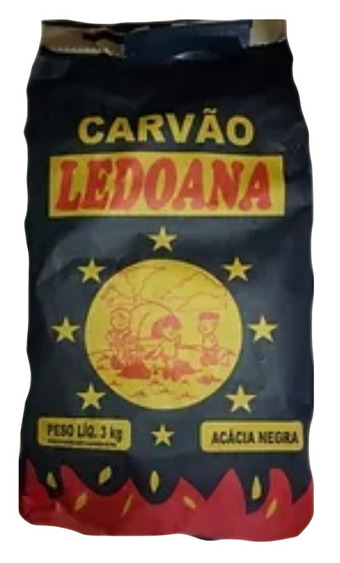 CARVÃO
LEDOANA
PESO LÍQ. 3 kg
ACÁCIA NEGRA